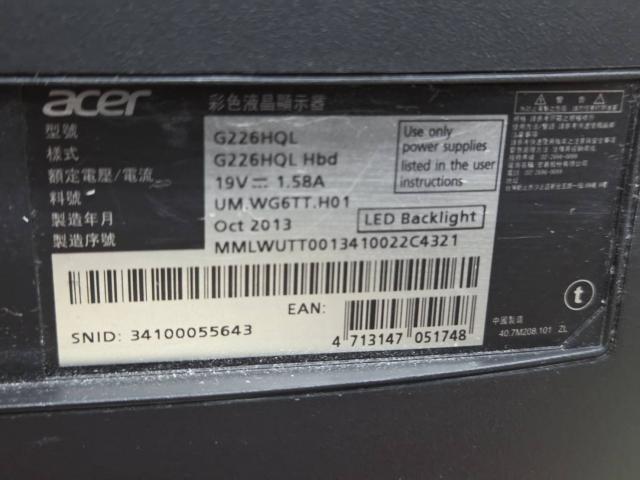 acer 彩色液晶顯示器
型號 G226HQL
樣式 G226HQL Hbd
額定電壓/電流 19V 1.58A
料號 UM.WG6TT.H01
製造年月 Oct 2013
製造序號 MMLWUTT0013410022C4321
Use only
power supplies
listed in the user
instructions
LED Backlight
SNID: 34100055643
EAN:
4 713147 051748
警告
t
中國製造
40.7M208.101 ZL